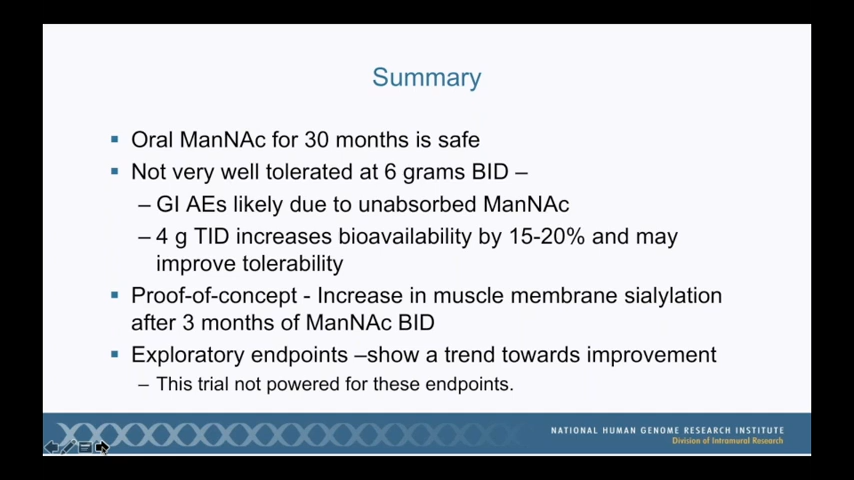 Summary
▪ Oral ManNAc for 30 months is safe
▪ Not very well tolerated at 6 grams BID –
– GI AEs likely due to unabsorbed ManNAc
– 4 g TID increases bioavailability by 15-20% and may
improve tolerability
▪ Proof-of-concept - Increase in muscle membrane sialylation
after 3 months of ManNAc BID
▪ Exploratory endpoints –show a trend towards improvement
– This trial not powered for these endpoints.
NATIONAL HUMAN GENOME RESEARCH INSTITUTE
Division of Intramural Research